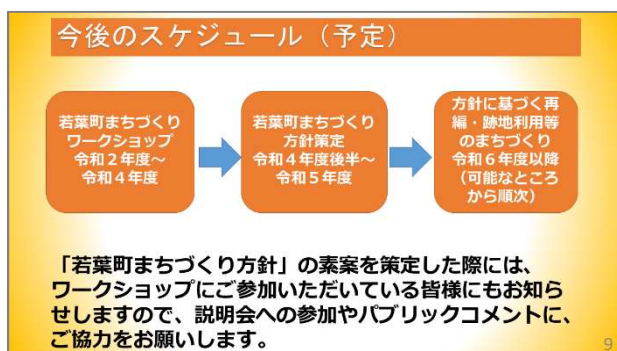 今後のスケジュール（予定）
若葉町まちづくり
ワークショップ
令和２年度～
令和４年度
若葉町まちづくり
方針策定
令和４年度後半～
令和５年度
方針に基づく再
編・跡地利用等
のまちづくり
令和６年度以降
（可能なところ
から順次）
「若葉町まちづくり方針」の素案を策定した際には、
ワークショップにご参加いただいている皆様にもお知ら
せしますので、説明会への参加やパブリックコメントに、
ご協力をお願いします。
9